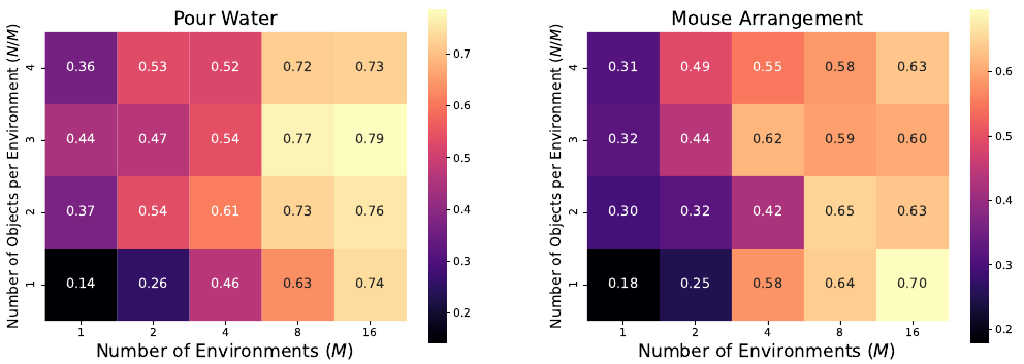 Pour Water
Number of Objects per Environment (N/M)
4 0.36 0.53 0.52 0.72 0.73
3 0.44 0.47 0.54 0.77 0.79
2 0.37 0.54 0.61 0.73 0.76
1 0.14 0.26 0.46 0.63 0.74
1 2 4 8 16
Number of Environments (M)
0.7
0.6
0.5
0.4
0.3
0.2
Mouse Arrangement
Number of Objects per Environment (N/M)
4 0.31 0.49 0.55 0.58 0.63
3 0.32 0.44 0.62 0.59 0.60
2 0.30 0.32 0.42 0.65 0.63
1 0.18 0.25 0.58 0.64 0.70
1 2 4 8 16
Number of Environments (M)
0.6
0.5
0.4
0.3
0.2